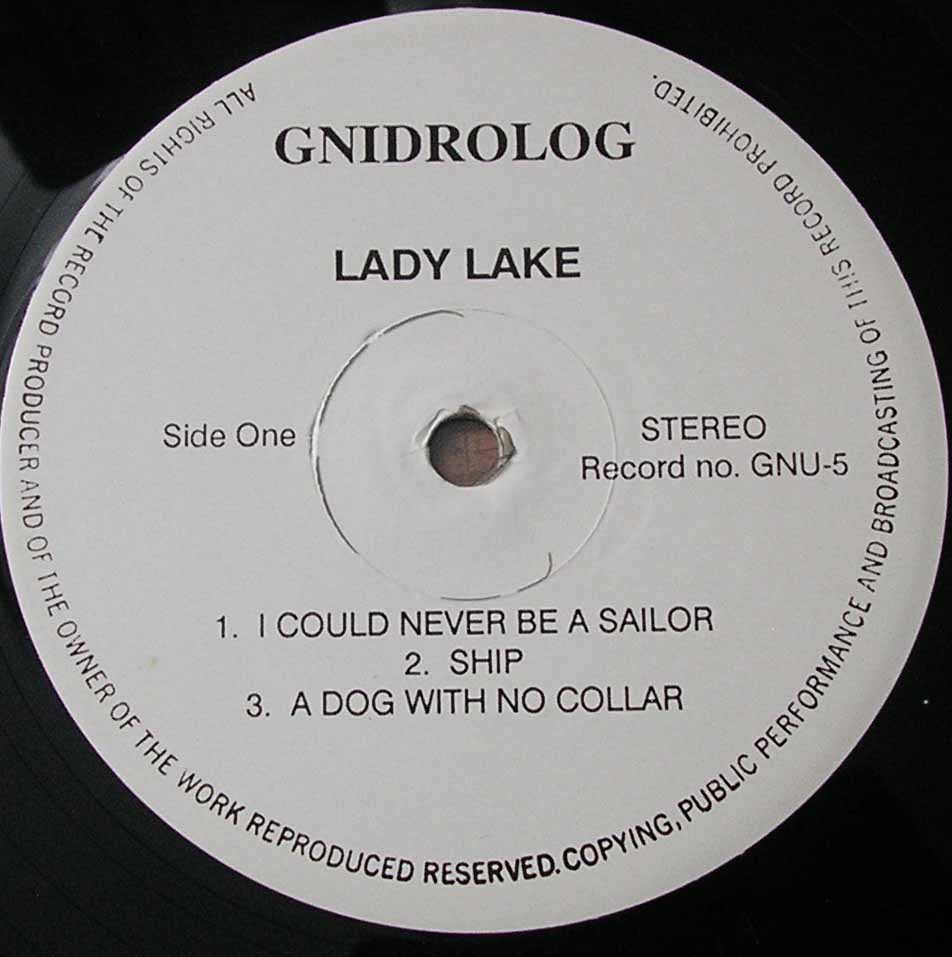 GNIDROLOG
LADY LAKE
Side One
STEREO
Record no. GNU-5
1. I COULD NEVER BE A SAILOR
2. SHIP
3. A DOG WITH NO COLLAR
ALL RIGHTS OF THE RECORD PRODUCER AND OF THE OWNER OF THE WORK REPRODUCED RESERVED. COPYING, PUBLIC PERFORMANCE AND BROADCASTING OF THIS RECORD PROHIBITED.